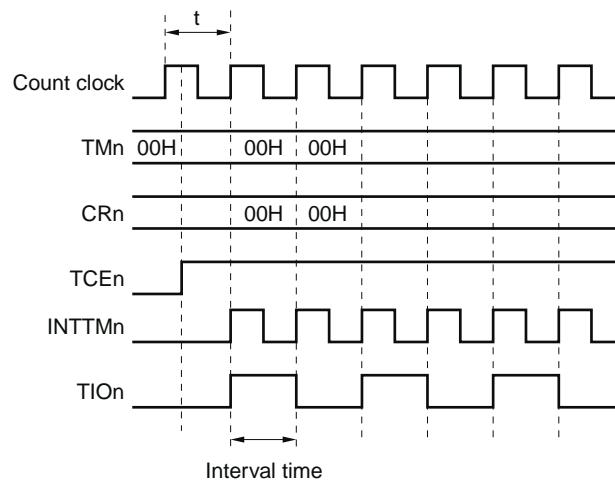 t
Count clock
TMn 00H 00H 00H
CRn 00H 00H
TCEn
INTTMn
TIOn
Interval time